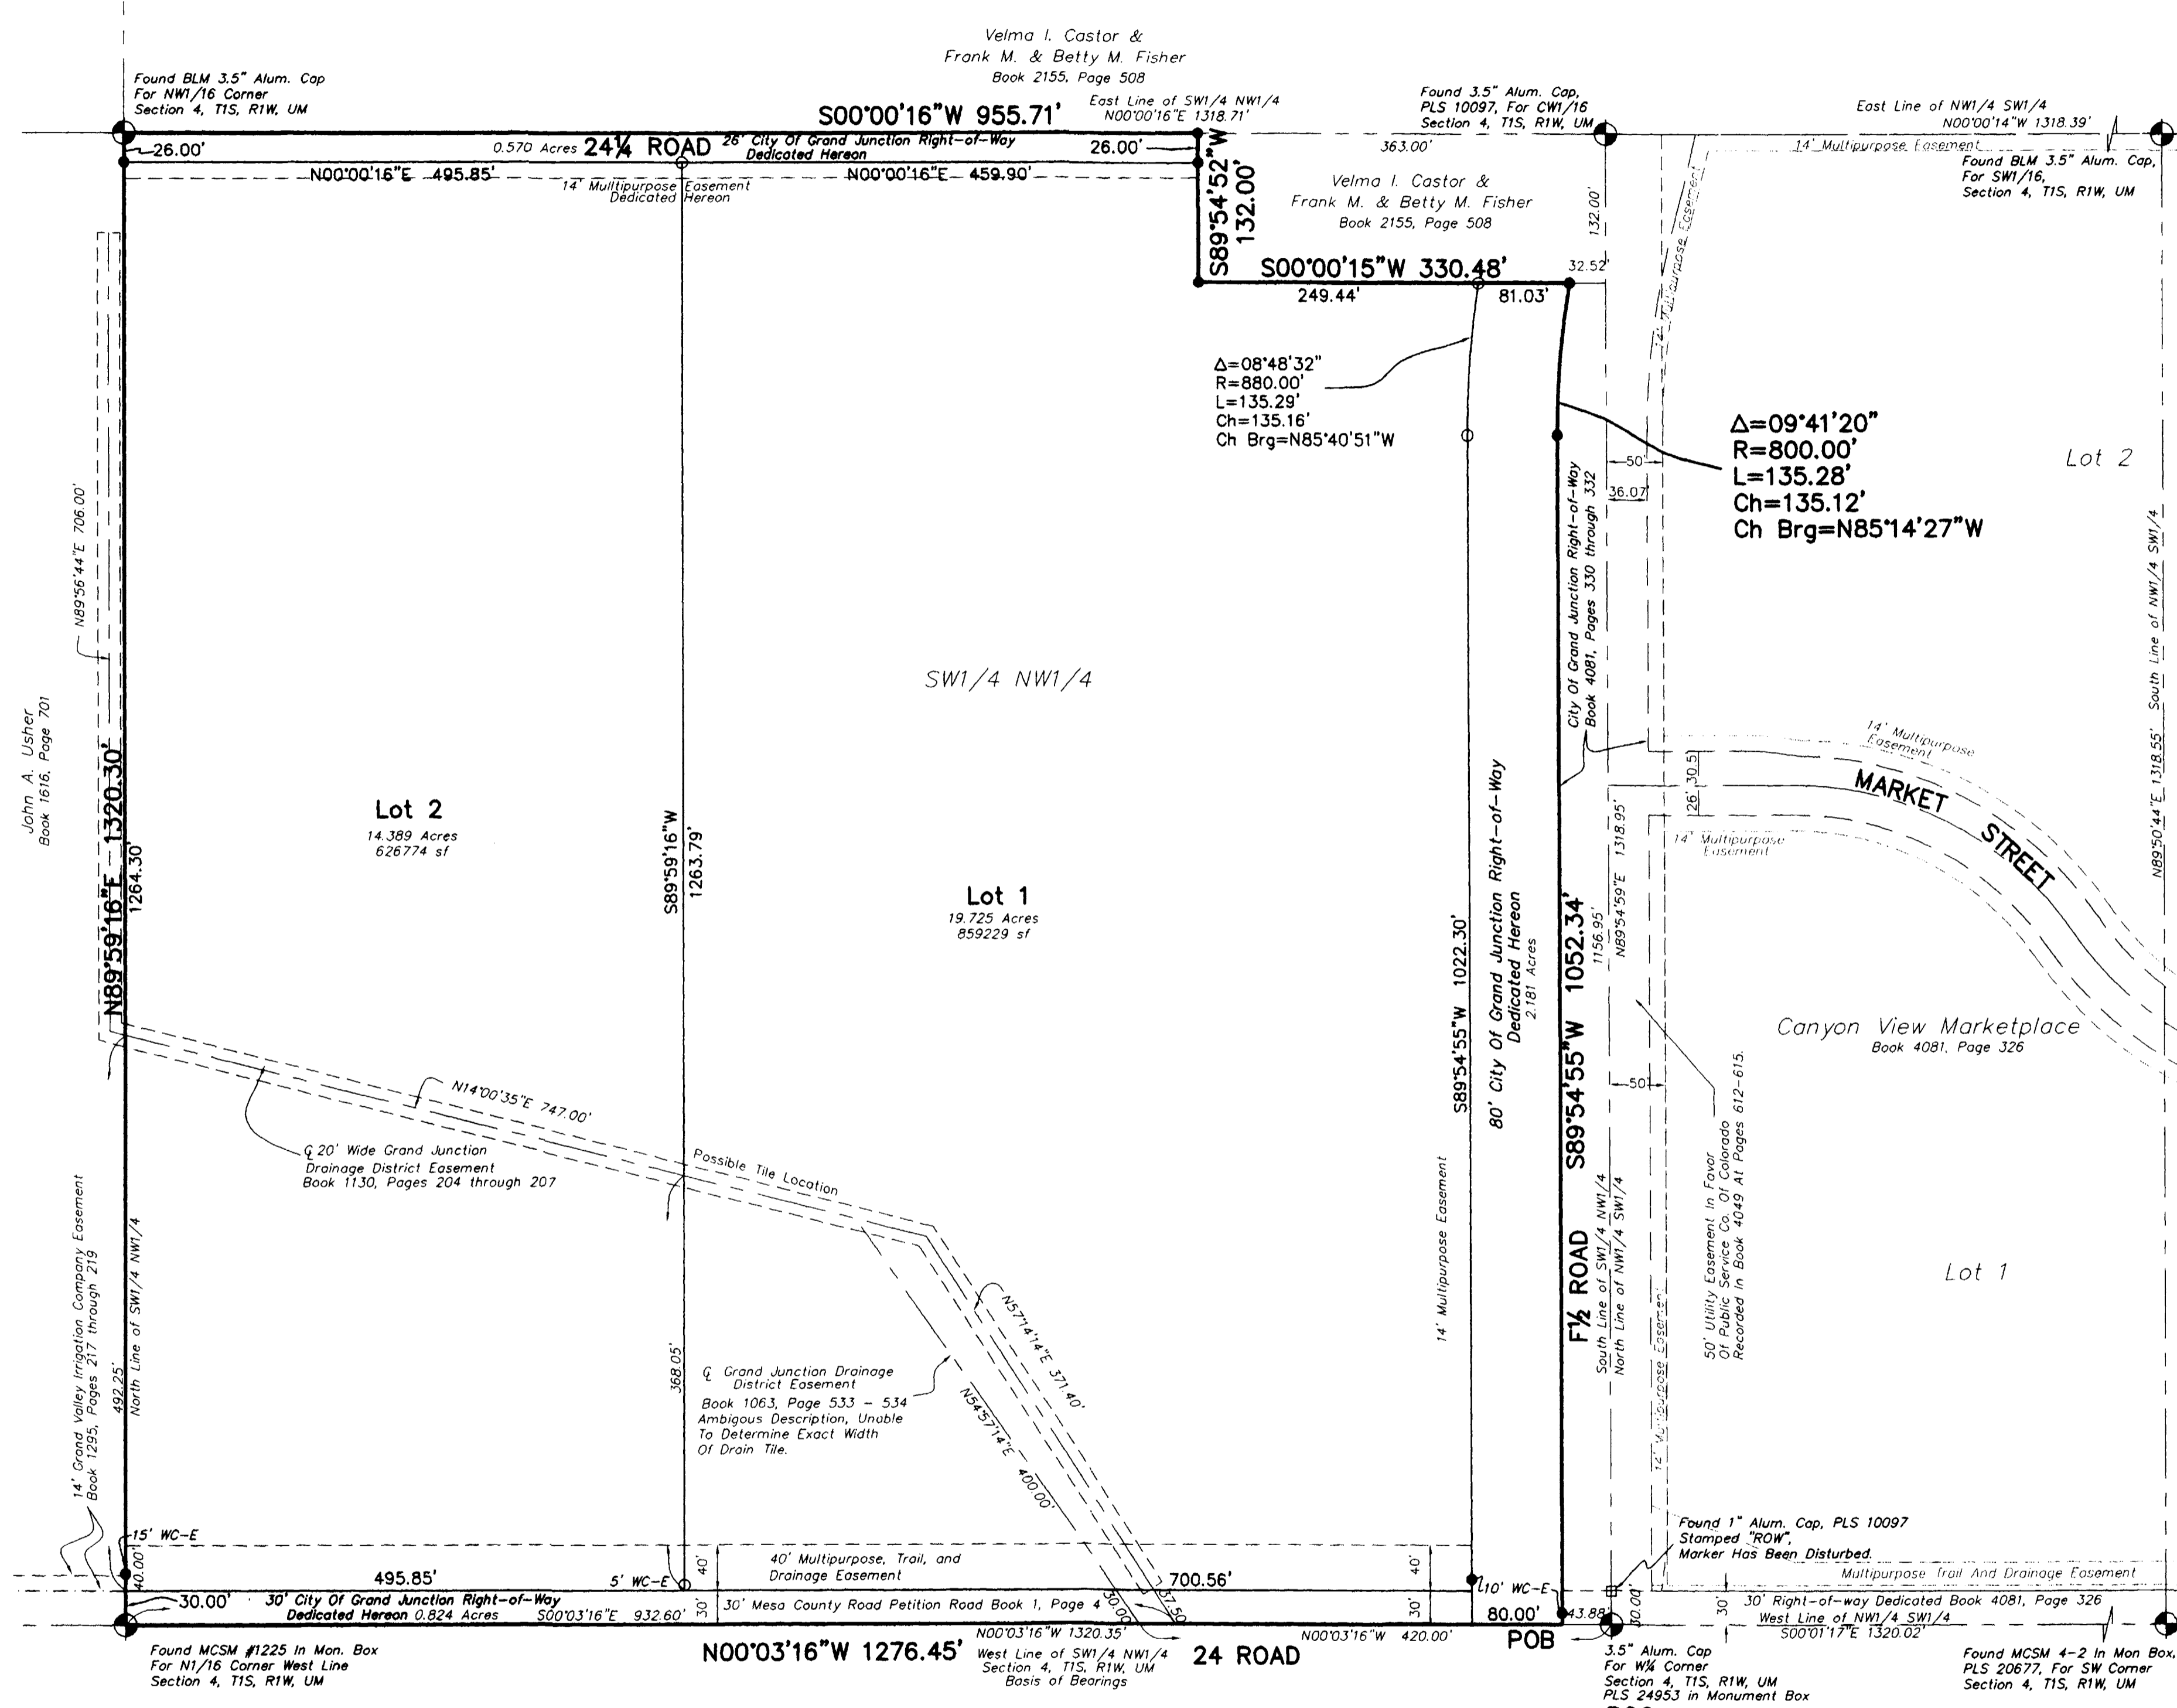 Velma I. Castor &
Frank M. & Betty M. Fisher
Book 2155, Page 508
Found BLM 3.5" Alum. Cap
For NW1/16 Corner
Section 4, T1S, R1W, UM
S00°00'16"W 955.71'
East Line of SW1/4 NW1/4
N00°00'16"E 1318.71'
Found 3.5" Alum. Cap,
PLS 10097, For CW1/16
Section 4, T1S, R1W, UM
East Line of NW1/4 SW1/4
N00°00'14"W 1318.39'
26.00'
0.570 Acres
24¼ ROAD
26' City Of Grand Junction Right-of-Way
Dedicated Hereon
26.00'
363.00'
14' Multipurpose Easement
Found BLM 3.5" Alum. Cap,
For SW1/16,
Section 4, T1S, R1W, UM
N00°00'16"E 495.85'
14' Mulltipurpose Easement
Dedicated Hereon
N00°00'16"E 459.90'
S89°54'52"W
132.00'
Velma I. Castor &
Frank M. & Betty M. Fisher
Book 2155, Page 508
132.00'
14' Multipurpose Easement
S00°00'15"W 330.48'
32.52'
249.44'
81.03'
Δ=08°48'32"
R=880.00'
L=135.29'
Ch=135.16'
Ch Brg=N85°40'51"W
Δ=09°41'20"
R=800.00'
L=135.28'
Ch=135.12'
Ch Brg=N85°14'27"W
Lot 2
50'
36.07'
City Of Grand Junction Right-of-Way
Book 4081, Pages 330 through 332
N89°56'44"E 706.00'
John A. Usher
Book 1616, Page 701
N89°59'16"E 1320.30'
1264.30'
SW1/4 NW1/4
Lot 2
14.389 Acres
626774 sf
S89°59'16"W
1263.79'
Lot 1
19.725 Acres
859229 sf
S89°54'55"W 1022.30'
80' City Of Grand Junction Right-of-Way
Dedicated Hereon
2.181 Acres
S89°54'55"W 1052.34'
1156.95'
N89°54'59"E 1318.95'
14' Multipurpose
Easement
26' 30.5'
MARKET STREET
14' Multipurpose
Easement
N89°50'44"E 1318.55' South Line of NW1/4 SW1/4
Canyon View Marketplace
Book 4081, Page 326
50'
50' Utility Easement In Favor
Of Public Service Co. Of Colorado
Recorded In Book 4049 At Pages 612-615.
Lot 1
N14°00'35"E 747.00'
℄ 20' Wide Grand Junction
Drainage District Easement
Book 1130, Pages 204 through 207
Possible Tile Location
14' Multipurpose Easement
F½ ROAD
South Line of SW1/4 NW1/4
North Line of NW1/4 SW1/4
14' Grand Valley Irrigation Company Easement
Book 1295, Pages 217 through 219
492.25'
North Line of SW1/4 NW1/4
368.05'
℄ Grand Junction Drainage
District Easement
Book 1063, Page 533 - 534
Ambigous Description, Unable
To Determine Exact Width
Of Drain Tile.
N57°14'14"E 371.40'
N54°57'14"E 400.00'
14' Multipurpose Easement
Found 1" Alum. Cap, PLS 10097
Stamped "ROW",
Marker Has Been Disturbed.
15' WC-E
40.00'
495.85'
5' WC-E
40'
40' Multipurpose, Trail, and
Drainage Easement
700.56'
40'
10' WC-E
Multipurpose Trail And Drainage Easement
30.00'
30' City Of Grand Junction Right-of-Way
Dedicated Hereon 0.824 Acres
S00°03'16"E 932.60'
30'
30' Mesa County Road Petition Road Book 1, Page 4
30.00'
37.50'
30'
80.00'
43.88'
30.00'
30'
30' Right-of-way Dedicated Book 4081, Page 326
West Line of NW1/4 SW1/4
S00°01'17"E 1320.02'
Found MCSM #1225 In Mon. Box
For N1/16 Corner West Line
Section 4, T1S, R1W, UM
N00°03'16"W 1276.45'
N00°03'16"W 1320.35'
West Line of SW1/4 NW1/4
Section 4, T1S, R1W, UM
Basis of Bearings
24 ROAD
N00°03'16"W 420.00'
POB
3.5" Alum. Cap
For W¼ Corner
Section 4, T1S, R1W, UM
PLS 24953 in Monument Box
Found MCSM 4-2 In Mon Box,
PLS 20677, For SW Corner
Section 4, T1S, R1W, UM